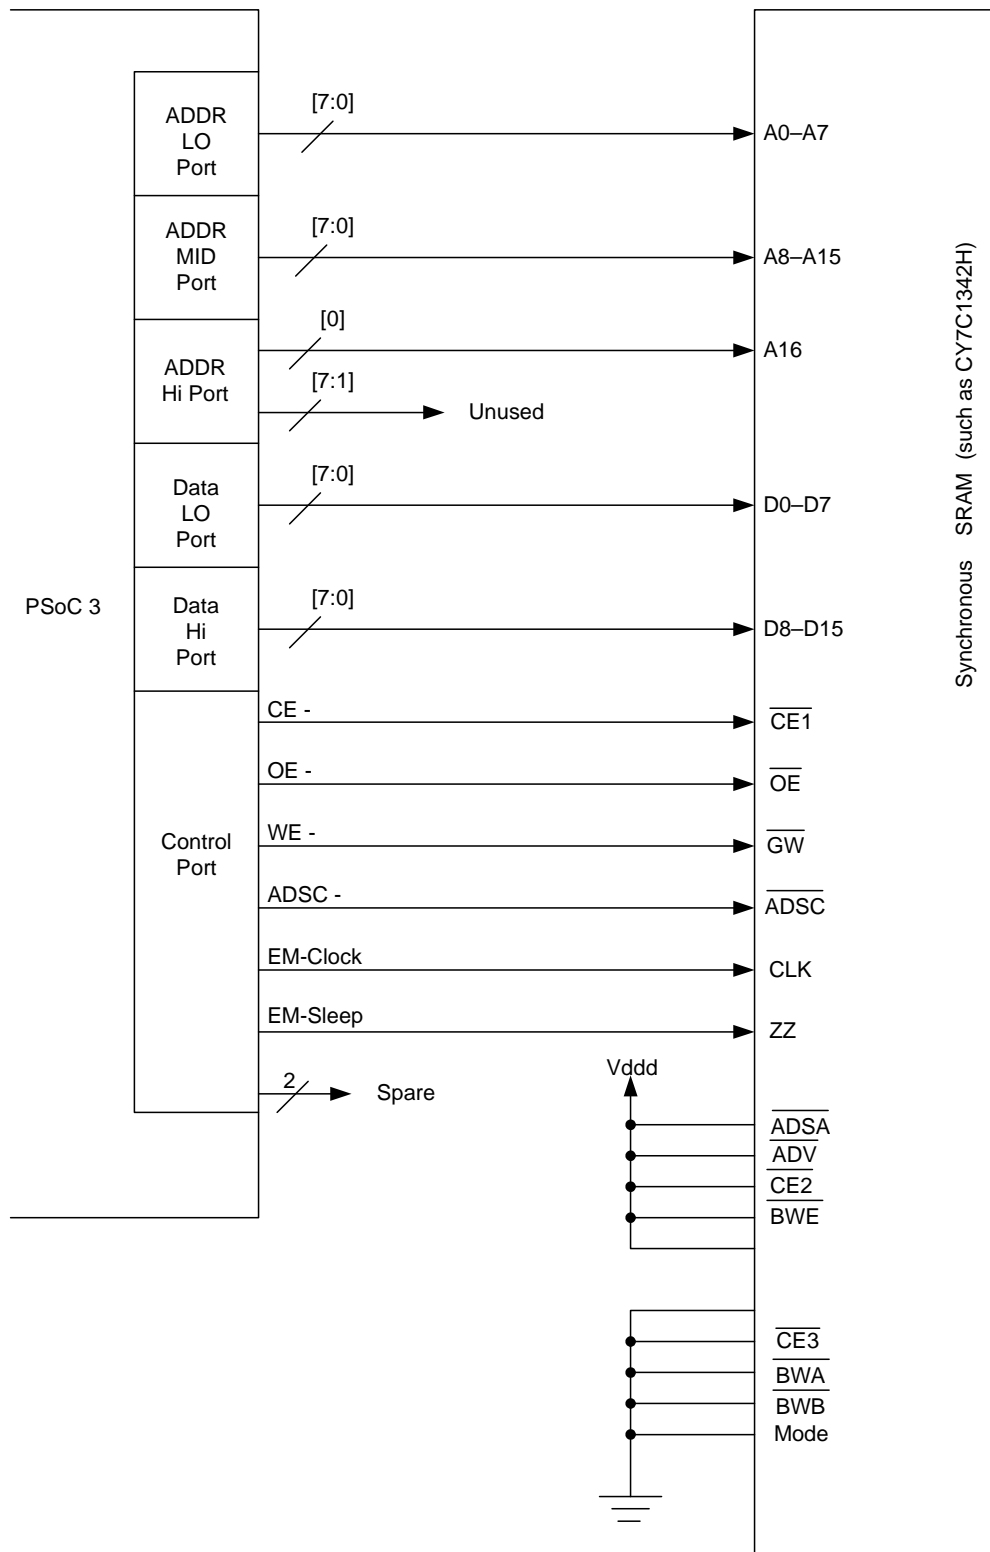 ADDR
LO
Port
[7:0]
A0–A7
ADDR
MID
Port
[7:0]
A8–A15
ADDR
Hi Port
[0]
A16
[7:1]
Unused
Data
LO
Port
[7:0]
D0–D7
PSoC 3
Data
Hi
Port
[7:0]
D8–D15
Synchronous SRAM (such as CY7C1342H)
Control
Port
CE -
CE1
OE -
OE
WE -
GW
ADSC -
ADSC
EM-Clock
CLK
EM-Sleep
ZZ
2
Spare
Vddd
ADSA
ADV
CE2
BWE
CE3
BWA
BWB
Mode